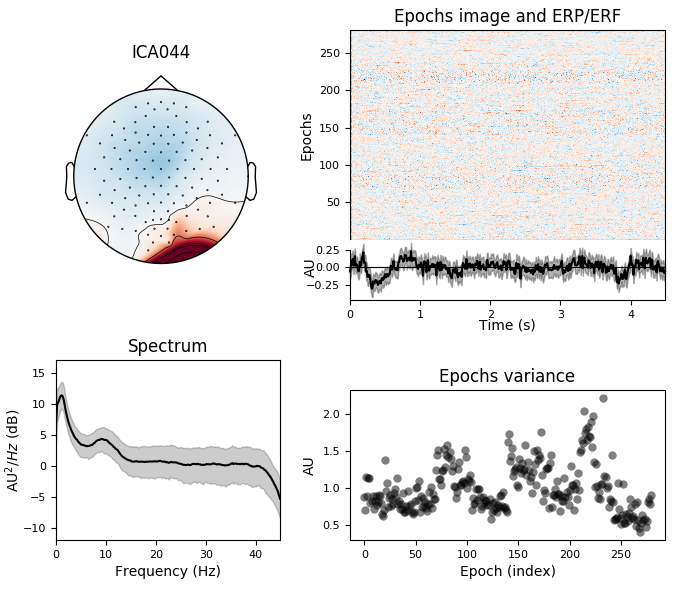 ICA044
Epochs image and ERP/ERF
Epochs
250
200
150
100
50
AU
0.25
0.00
−0.25
0 1 2 3 4
Time (s)
Spectrum
AU²/Hz (dB)
15
10
5
0
−5
−10
0 10 20 30 40
Frequency (Hz)
Epochs variance
AU
2.0
1.5
1.0
0.5
0 50 100 150 200 250
Epoch (index)